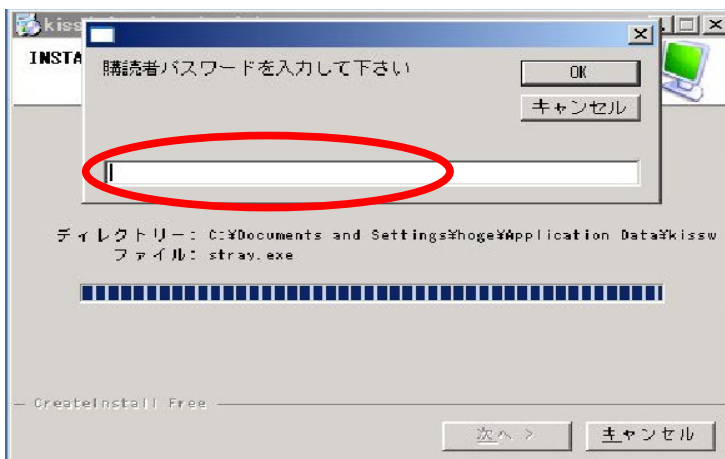 kiss
INSTA
購読者パスワードを入力して下さい
OK
キャンセル
ディレクトリー: C:¥Documents and Settings¥hoge¥Application Data¥kissw
ファイル: stray.exe
CreateInstall Free
次へ >
キャンセル